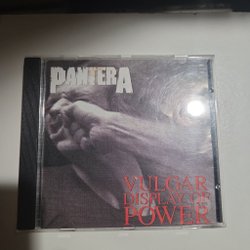 PANTERA
VULGAR
DISPLAY OF
POWER